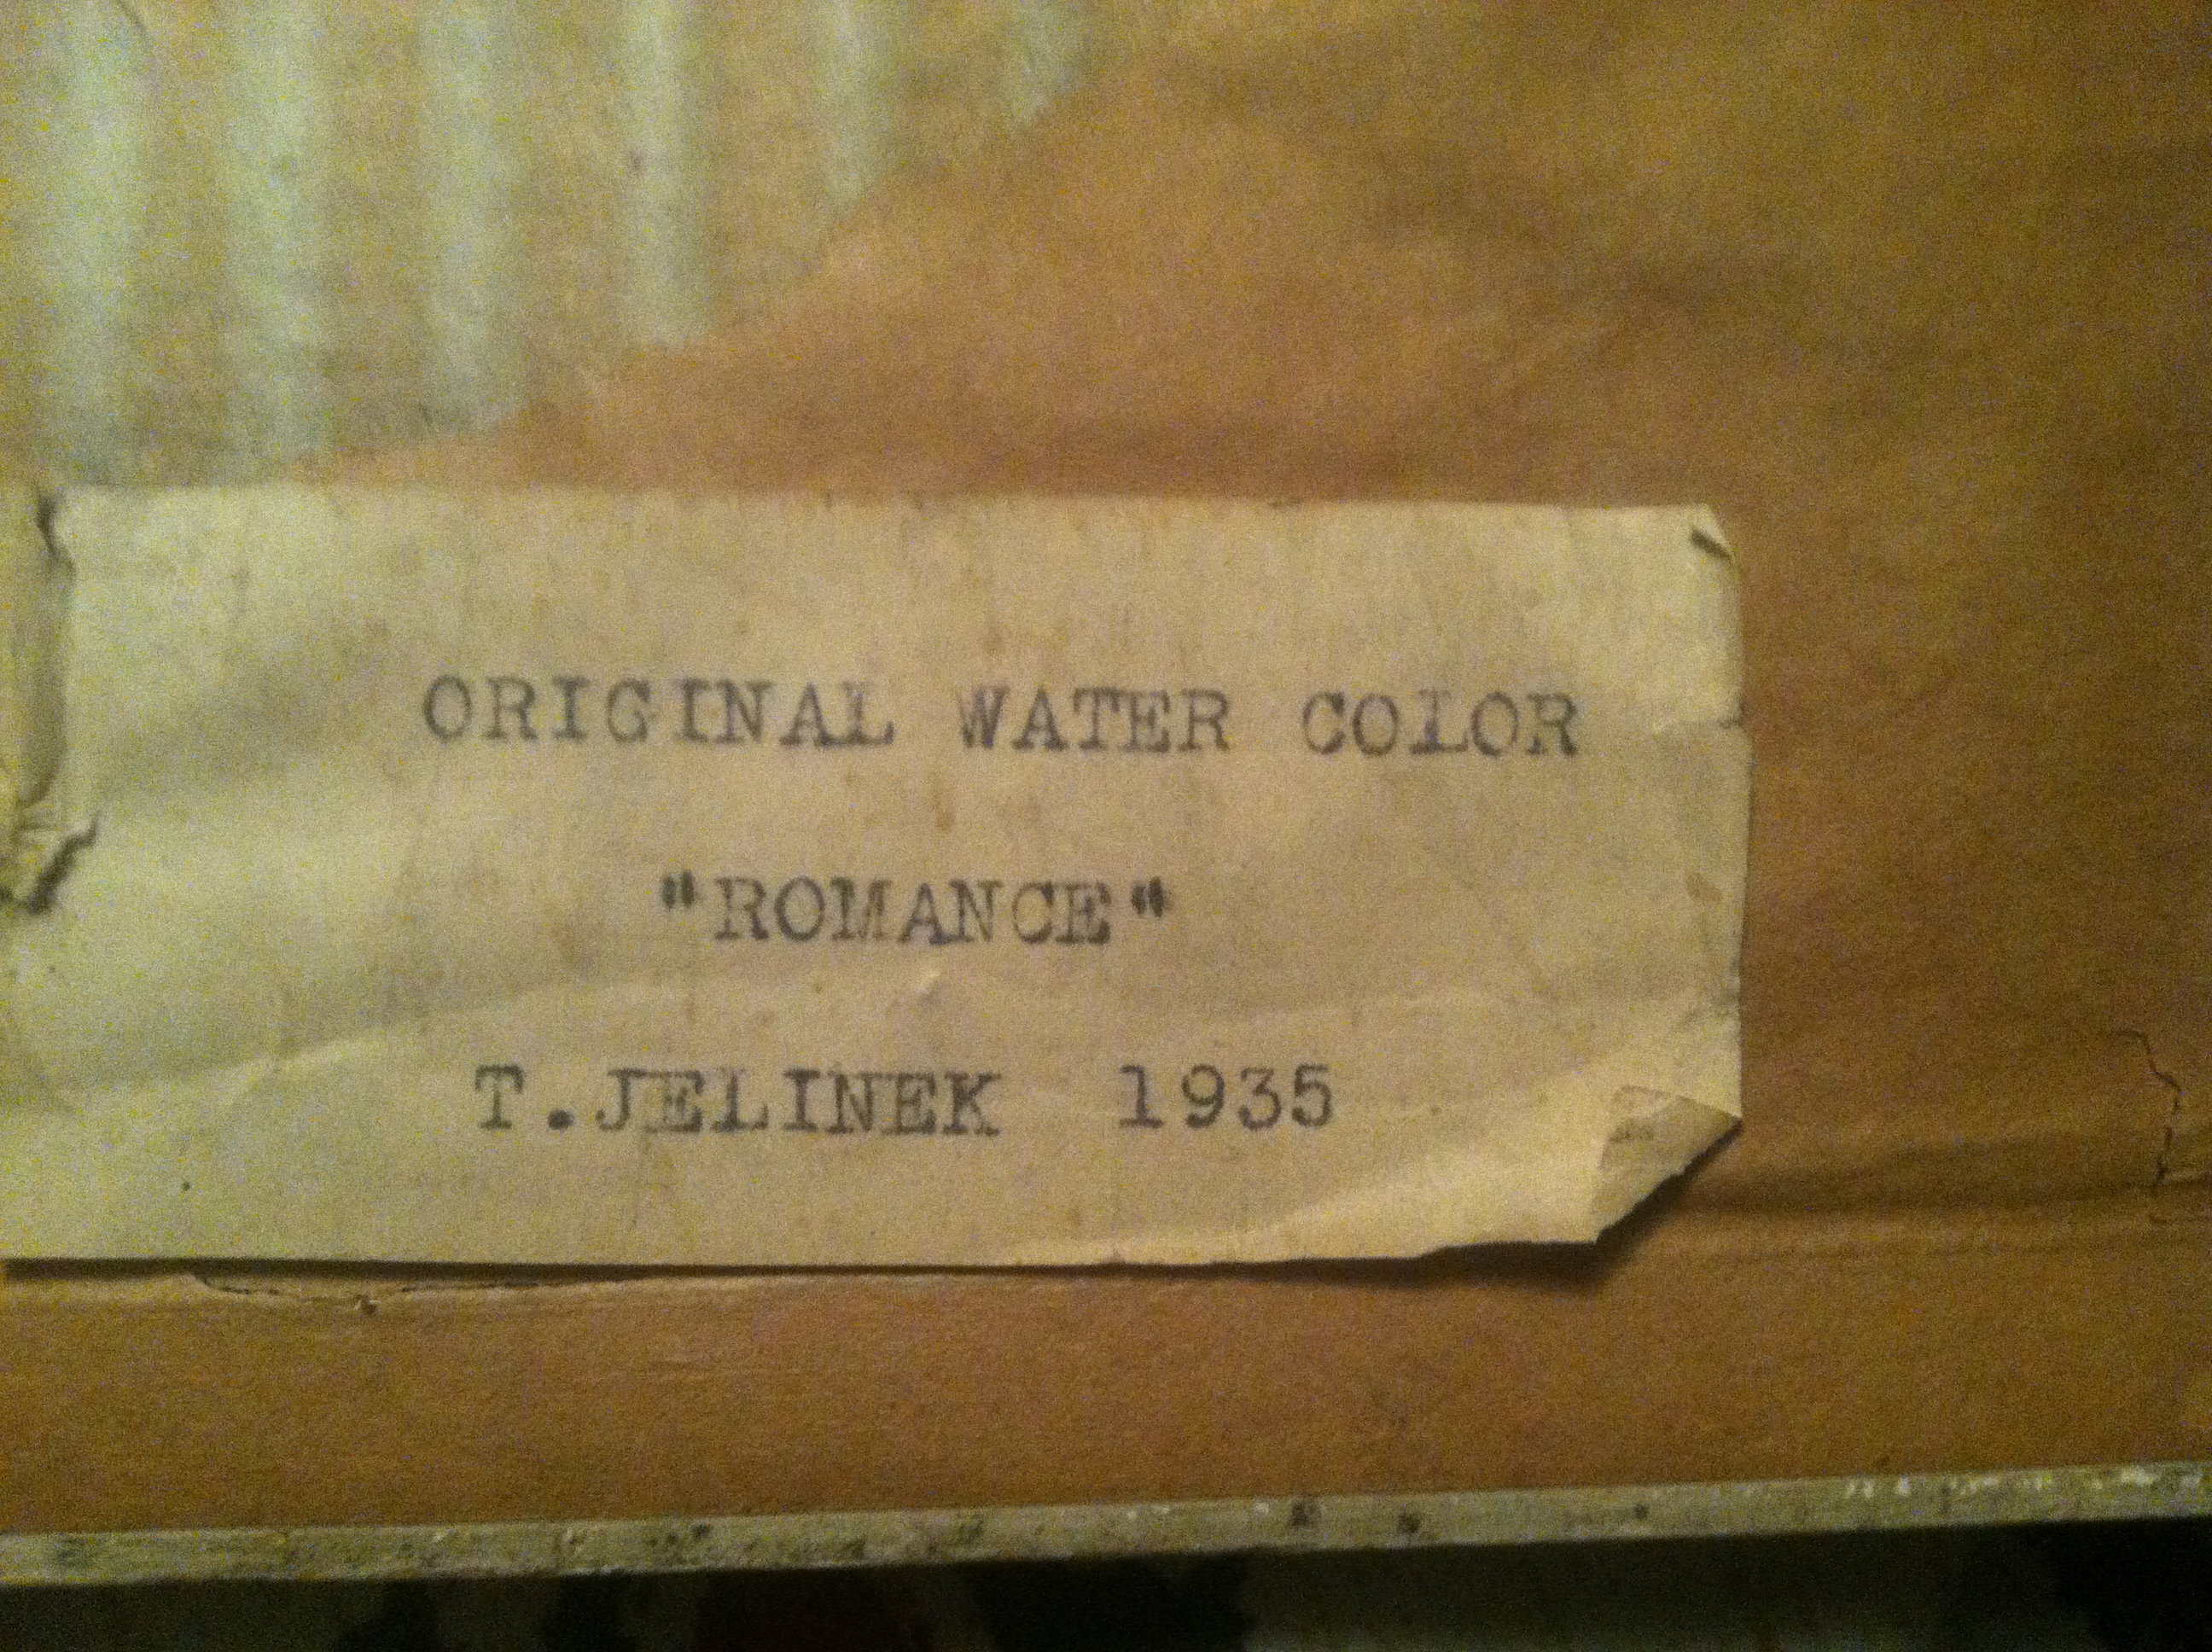 ORIGINAL WATER COLOR
"ROMANCE"
T.JELINEK 1935